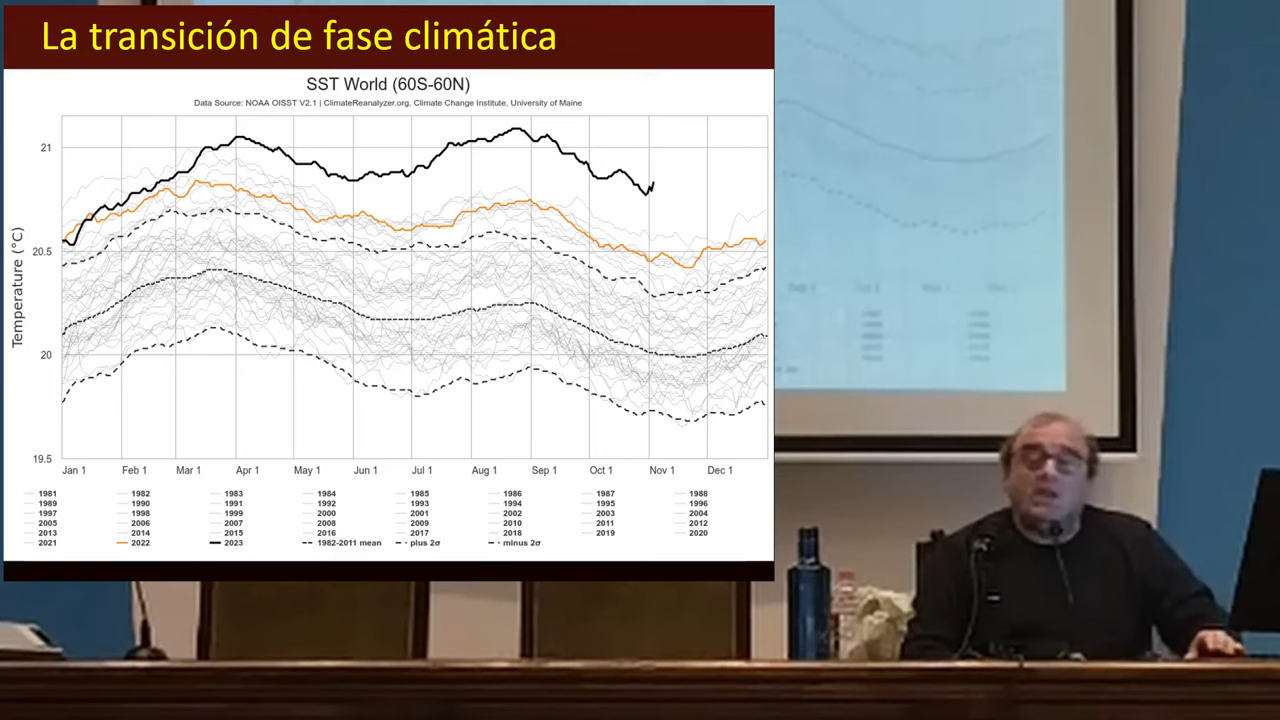 La transición de fase climática
SST World (60S-60N)
Data Source: NOAA OISST V2.1 | ClimateReanalyzer.org, Climate Change Institute, University of Maine
Temperature (°C)
21
20.5
20
19.5
Jan 1 Feb 1 Mar 1 Apr 1 May 1 Jun 1 Jul 1 Aug 1 Sep 1 Oct 1 Nov 1 Dec 1
1981 1982 1983 1984 1985 1986 1987 1988
1989 1990 1991 1992 1993 1994 1995 1996
1997 1998 1999 2000 2001 2002 2003 2004
2005 2006 2007 2008 2009 2010 2011 2012
2013 2014 2015 2016 2017 2018 2019 2020
2021 2022 2023 1982-2011 mean plus 2σ minus 2σ